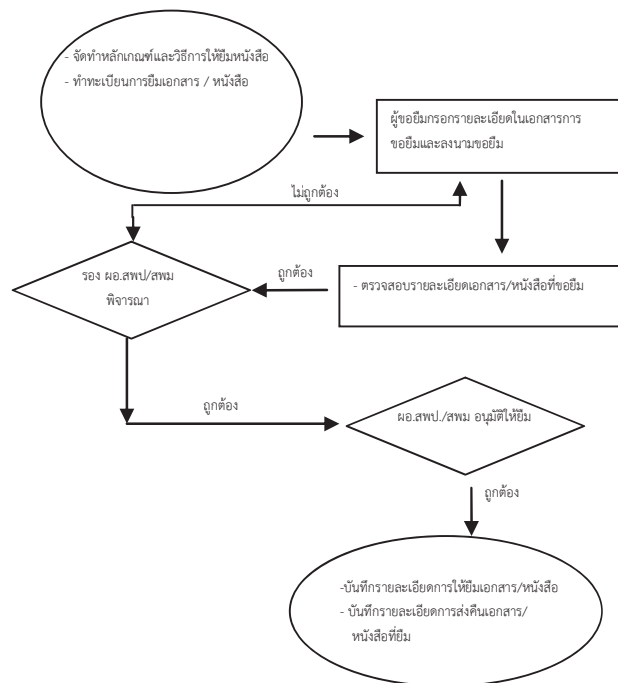 - จัดทำหลักเกณฑ์และวิธีการให้ยืมหนังสือ
- ทำทะเบียนการยืมเอกสาร / หนังสือ
ผู้ขอยืมกรอกรายละเอียดในเอกสารการ
ขอยืมและลงนามขอยืม
ไม่ถูกต้อง
รอง ผอ.สพป/สพม
พิจารณา
ถูกต้อง
- ตรวจสอบรายละเอียดเอกสาร/หนังสือที่ขอยืม
ถูกต้อง
ผอ.สพป./สพม อนุมัติให้ยืม
ถูกต้อง
-บันทึกรายละเอียดการให้ยืมเอกสาร/หนังสือ
- บันทึกรายละเอียดการส่งคืนเอกสาร/
หนังสือที่ยืม